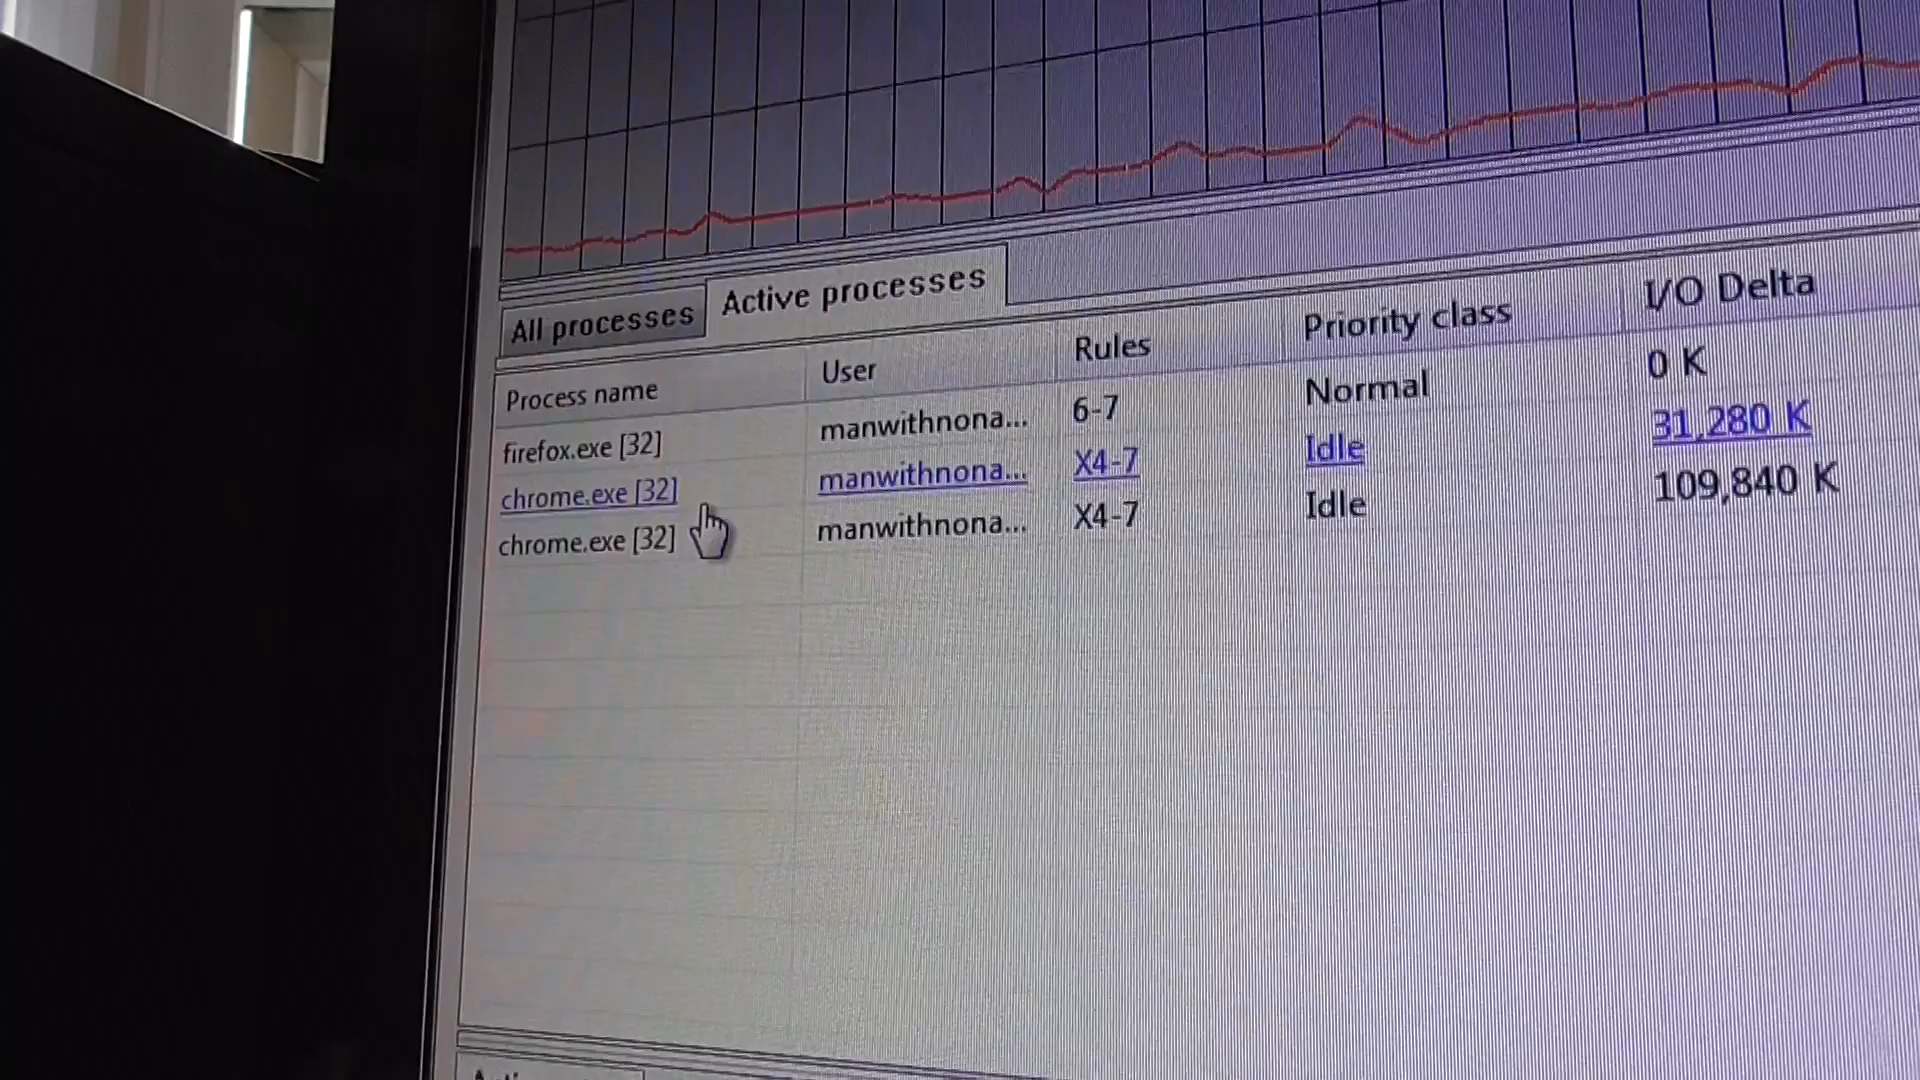 All processes Active processes
Process name User Rules Priority class I/O Delta
firefox.exe [32] manwithnona... 6-7 Normal 0 K
chrome.exe [32] manwithnona... X4-7 Idle 31,280 K
chrome.exe [32] manwithnona... X4-7 Idle 109,840 K